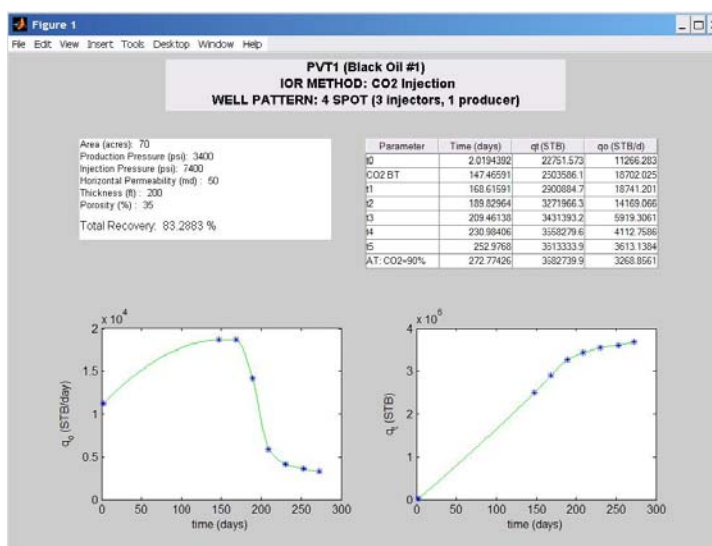 Figure 1
File Edit View Insert Tools Desktop Window Help
PVT1 (Black Oil #1)
IOR METHOD: CO2 Injection
WELL PATTERN: 4 SPOT (3 injectors, 1 producer)
Area (acres): 70
Production Pressure (psi): 3400
Injection Pressure (psi): 7400
Horizontal Permeability (md) : 50
Thickness (ft) : 200
Porosity (%) : 35
Total Recovery: 83.2883 %
Parameter Time (days) qt (STB) qo (STB/d)
t0 2.0194392 22751.573 11266.283
CO2 BT 147.46591 2503586.1 18702.025
t1 168.61591 2900884.7 18741.201
t2 189.82964 3271966.3 14169.066
t3 209.46138 3431393.2 5919.3061
t4 230.98406 3558279.6 4112.7586
t5 252.9768 3613333.9 3613.1384
AT: CO2=90% 272.77426 3682739.9 3268.8561
x 10^4
2
1.5
1
0.5
0
q_o (STB/day)
0 50 100 150 200 250 300
time (days)
4
3
2
1
0
q_t (STB)
0 50 100 150 200 250 300
time (days)